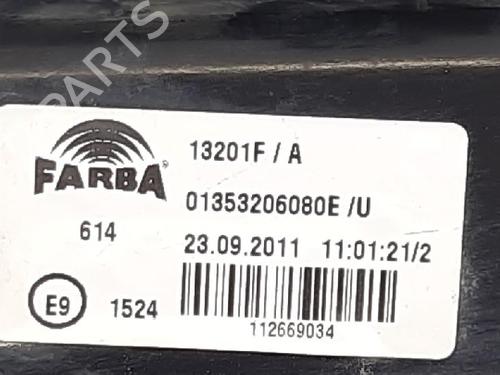 B PARTS
FARBA
13201F / A
01353206080E /U
614
23.09.2011 11:01:21/2
E9
1524
112669034